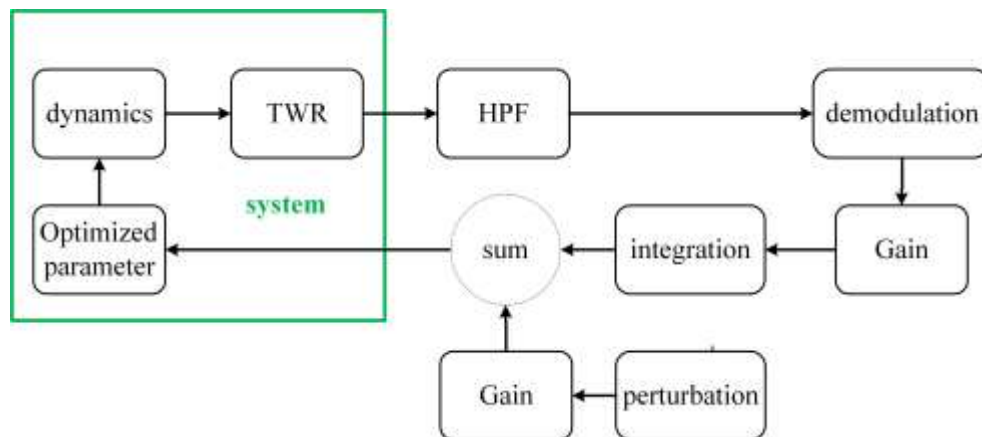 dynamics
TWR
HPF
demodulation
system
Optimized
parameter
sum
integration
Gain
Gain
perturbation